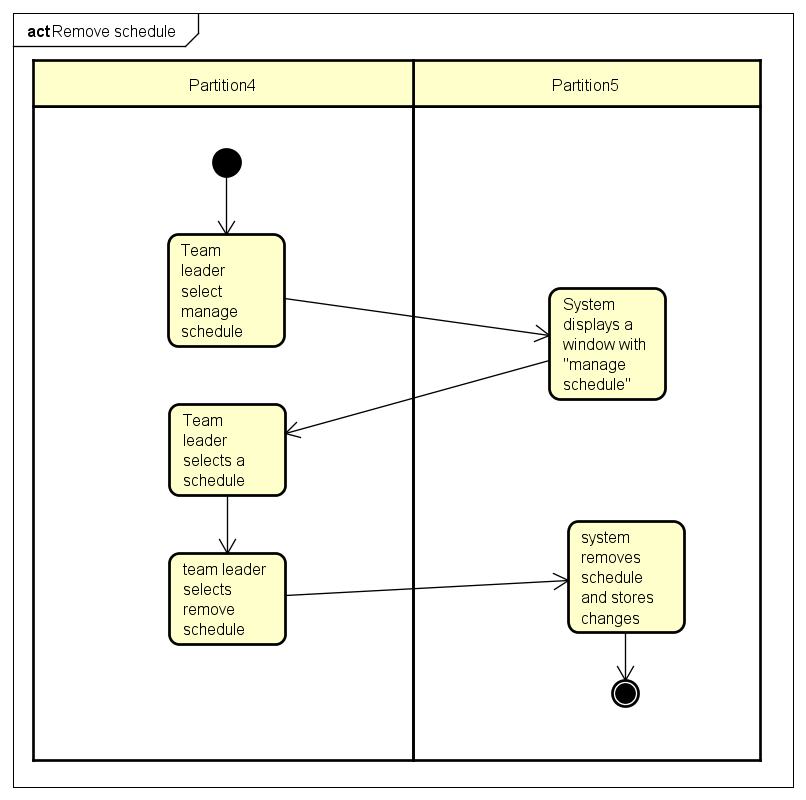 act Remove schedule
Partition4
Partition5
Team
leader
select
manage
schedule
System
displays a
window with
"manage
schedule"
Team
leader
selects a
schedule
team leader
selects
remove
schedule
system
removes
schedule
and stores
changes